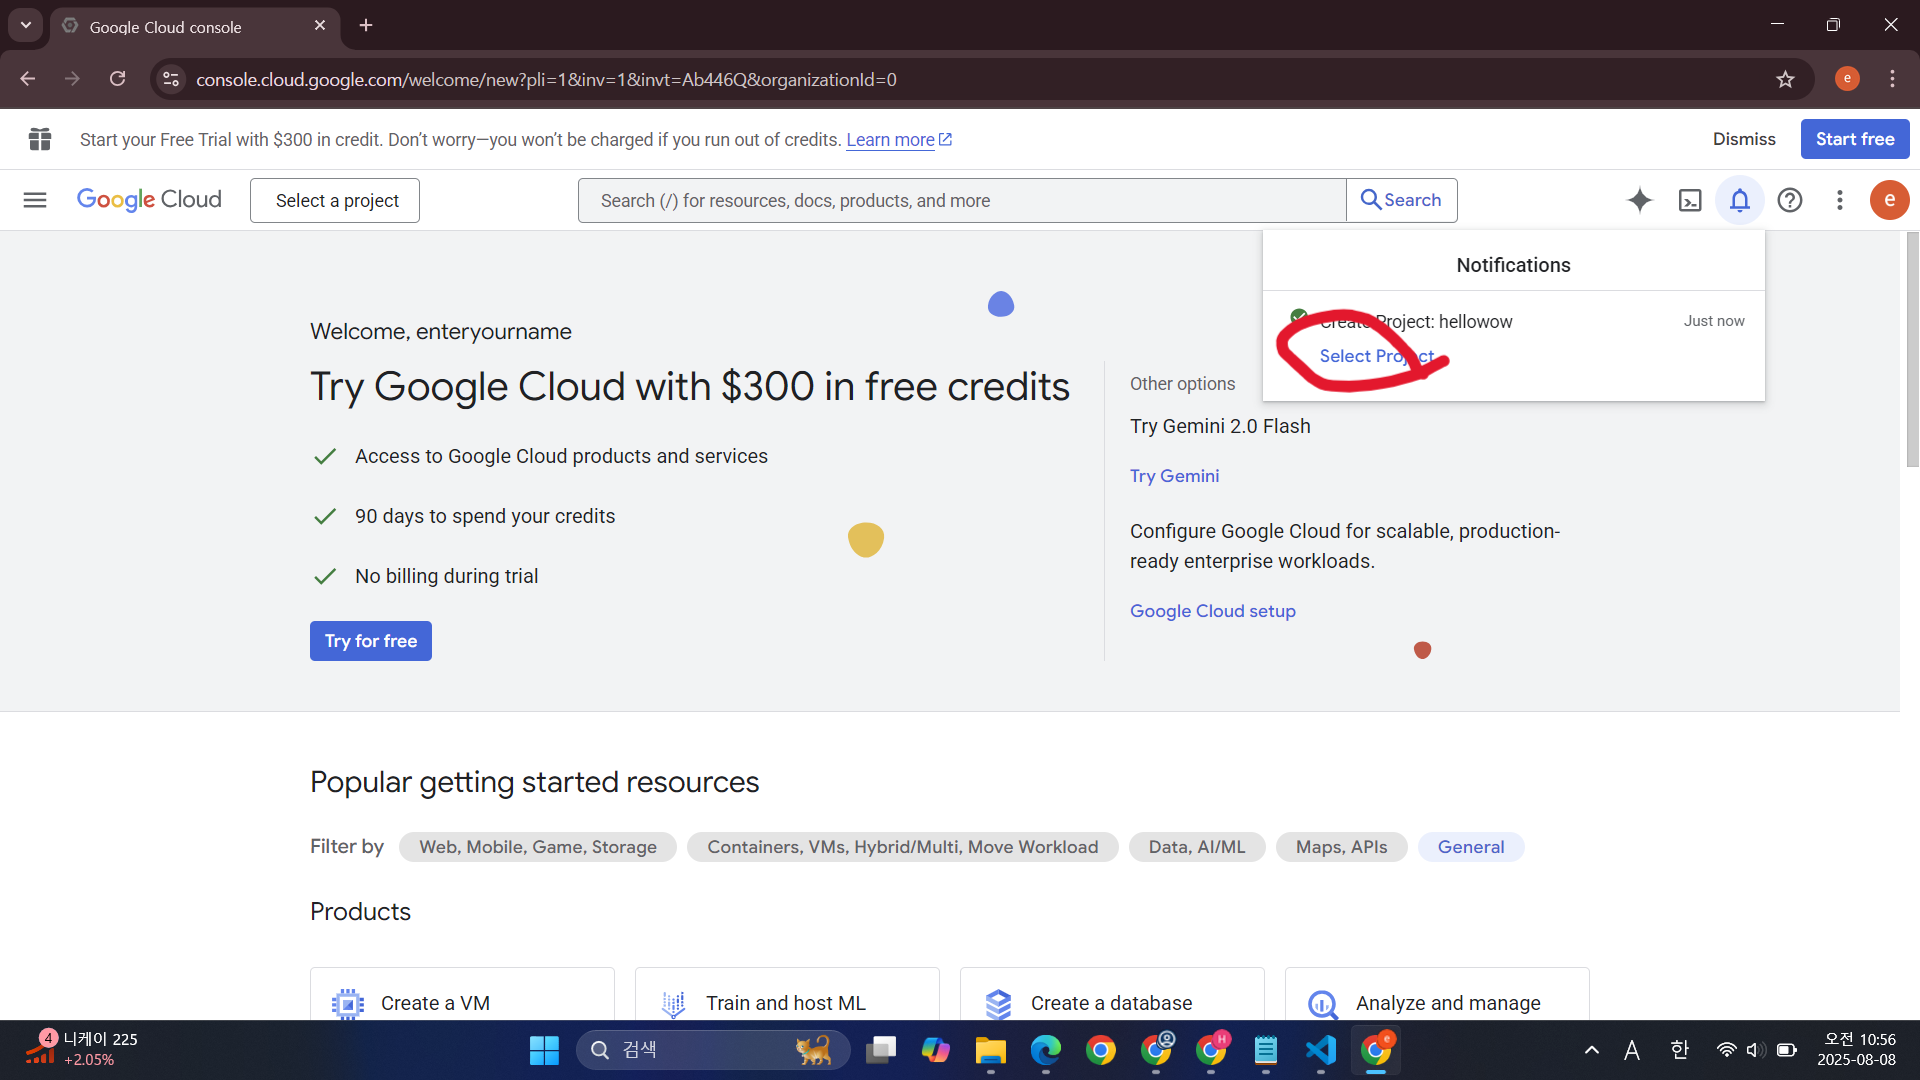 Google Cloud console
console.cloud.google.com/welcome/new?pli=1&inv=1&invt=Ab446Q&organizationId=0
e
Start your Free Trial with $300 in credit. Don’t worry—you won’t be charged if you run out of credits. Learn more
Dismiss
Start free
Google Cloud
Select a project
Search (/) for resources, docs, products, and more
Search
e
Notifications
Create Project: hellowow
Just now
Select Project
Welcome, enteryourname
Try Google Cloud with $300 in free credits
Access to Google Cloud products and services
90 days to spend your credits
No billing during trial
Try for free
Other options
Try Gemini 2.0 Flash
Try Gemini
Configure Google Cloud for scalable, production-
ready enterprise workloads.
Google Cloud setup
Popular getting started resources
Filter by
Web, Mobile, Game, Storage
Containers, VMs, Hybrid/Multi, Move Workload
Data, AI/ML
Maps, APIs
General
Products
Create a VM
Train and host ML
Create a database
Analyze and manage
4
니케이 225
+2.05%
검색
H
e
A
한
오전 10:56
2025-08-08